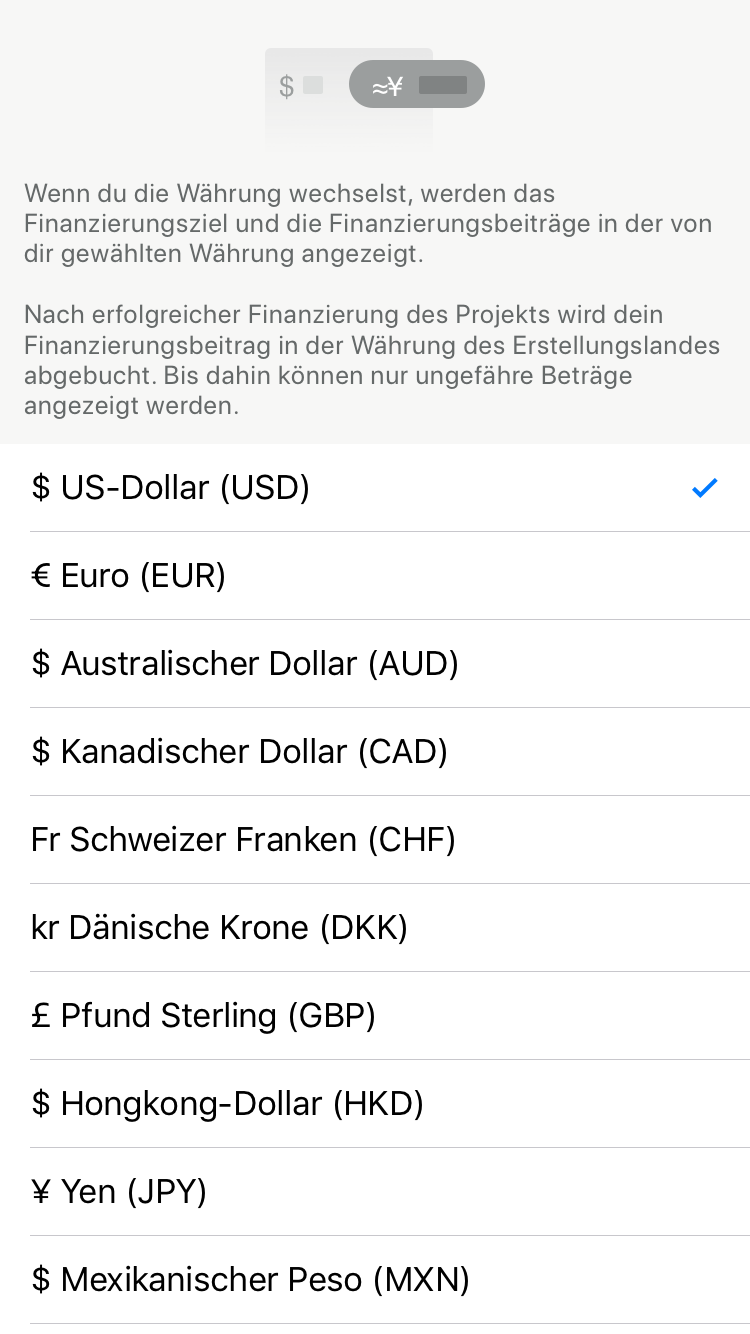 $ ≈¥
Wenn du die Währung wechselst, werden das
Finanzierungsziel und die Finanzierungsbeiträge in der von
dir gewählten Währung angezeigt.
Nach erfolgreicher Finanzierung des Projekts wird dein
Finanzierungsbeitrag in der Währung des Erstellungslandes
abgebucht. Bis dahin können nur ungefähre Beträge
angezeigt werden.
$ US-Dollar (USD)
€ Euro (EUR)
$ Australischer Dollar (AUD)
$ Kanadischer Dollar (CAD)
Fr Schweizer Franken (CHF)
kr Dänische Krone (DKK)
£ Pfund Sterling (GBP)
$ Hongkong-Dollar (HKD)
¥ Yen (JPY)
$ Mexikanischer Peso (MXN)